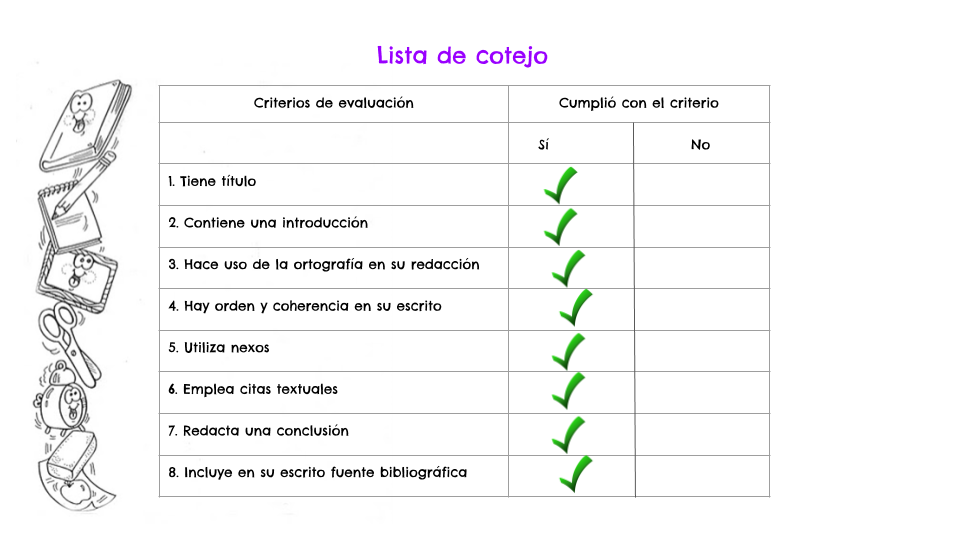 Lista de cotejo
Criterios de evaluación
Cumplió con el criterio
Sí
No
1. Tiene título
2. Contiene una introducción
3. Hace uso de la ortografía en su redacción
4. Hay orden y coherencia en su escrito
5. Utiliza nexos
6. Emplea citas textuales
7. Redacta una conclusión
8. Incluye en su escrito fuente bibliográfica